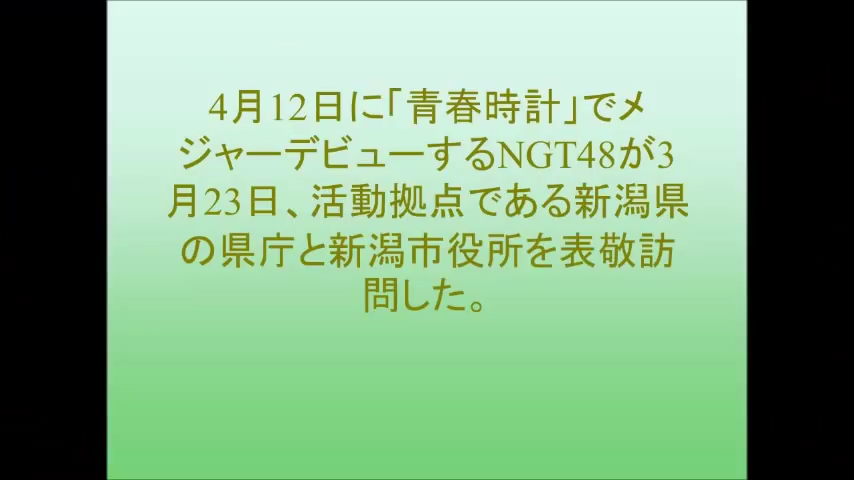 4月12日に「青春時計」でメ
ジャーデビューするNGT48が3
月23日、活動拠点である新潟県
の県庁と新潟市役所を表敬訪
問した。